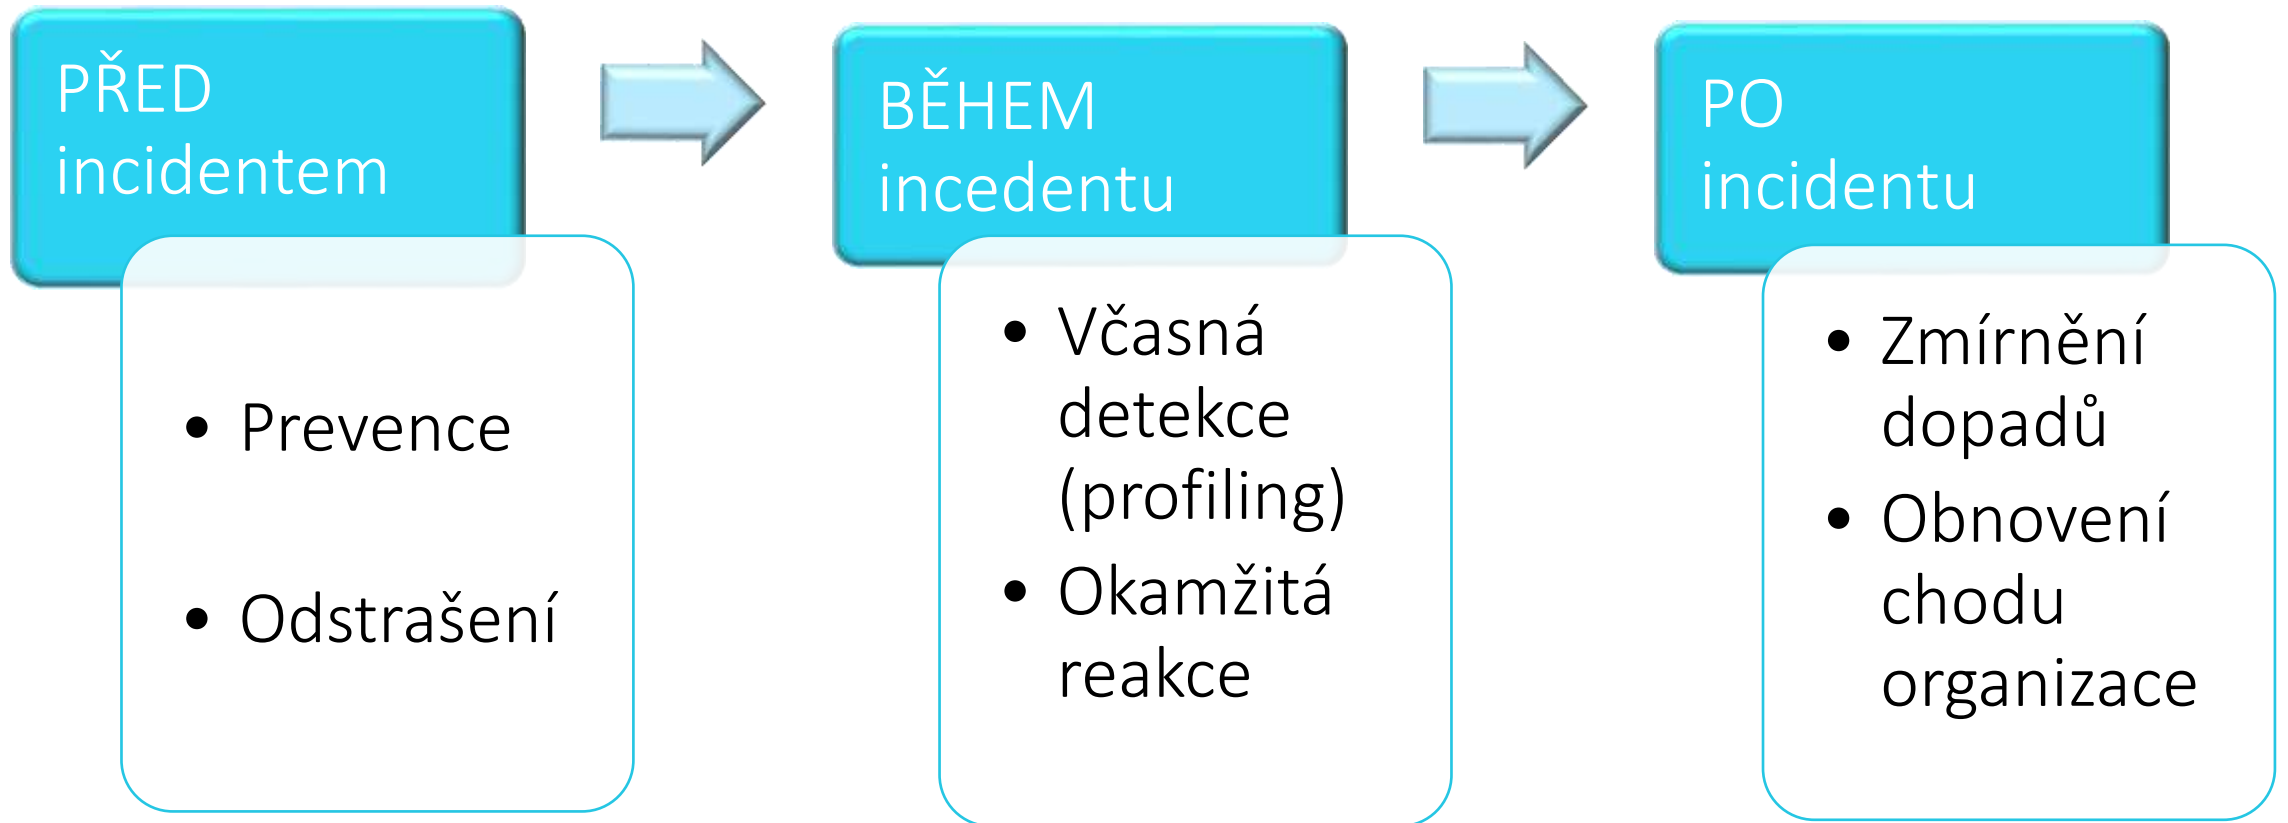 PŘED
incidentem
• Prevence
• Odstrašení
BĚHEM
incedentu
• Včasná
detekce
(profiling)
• Okamžitá
reakce
PO
incidentu
• Zmírnění
dopadů
• Obnovení
chodu
organizace